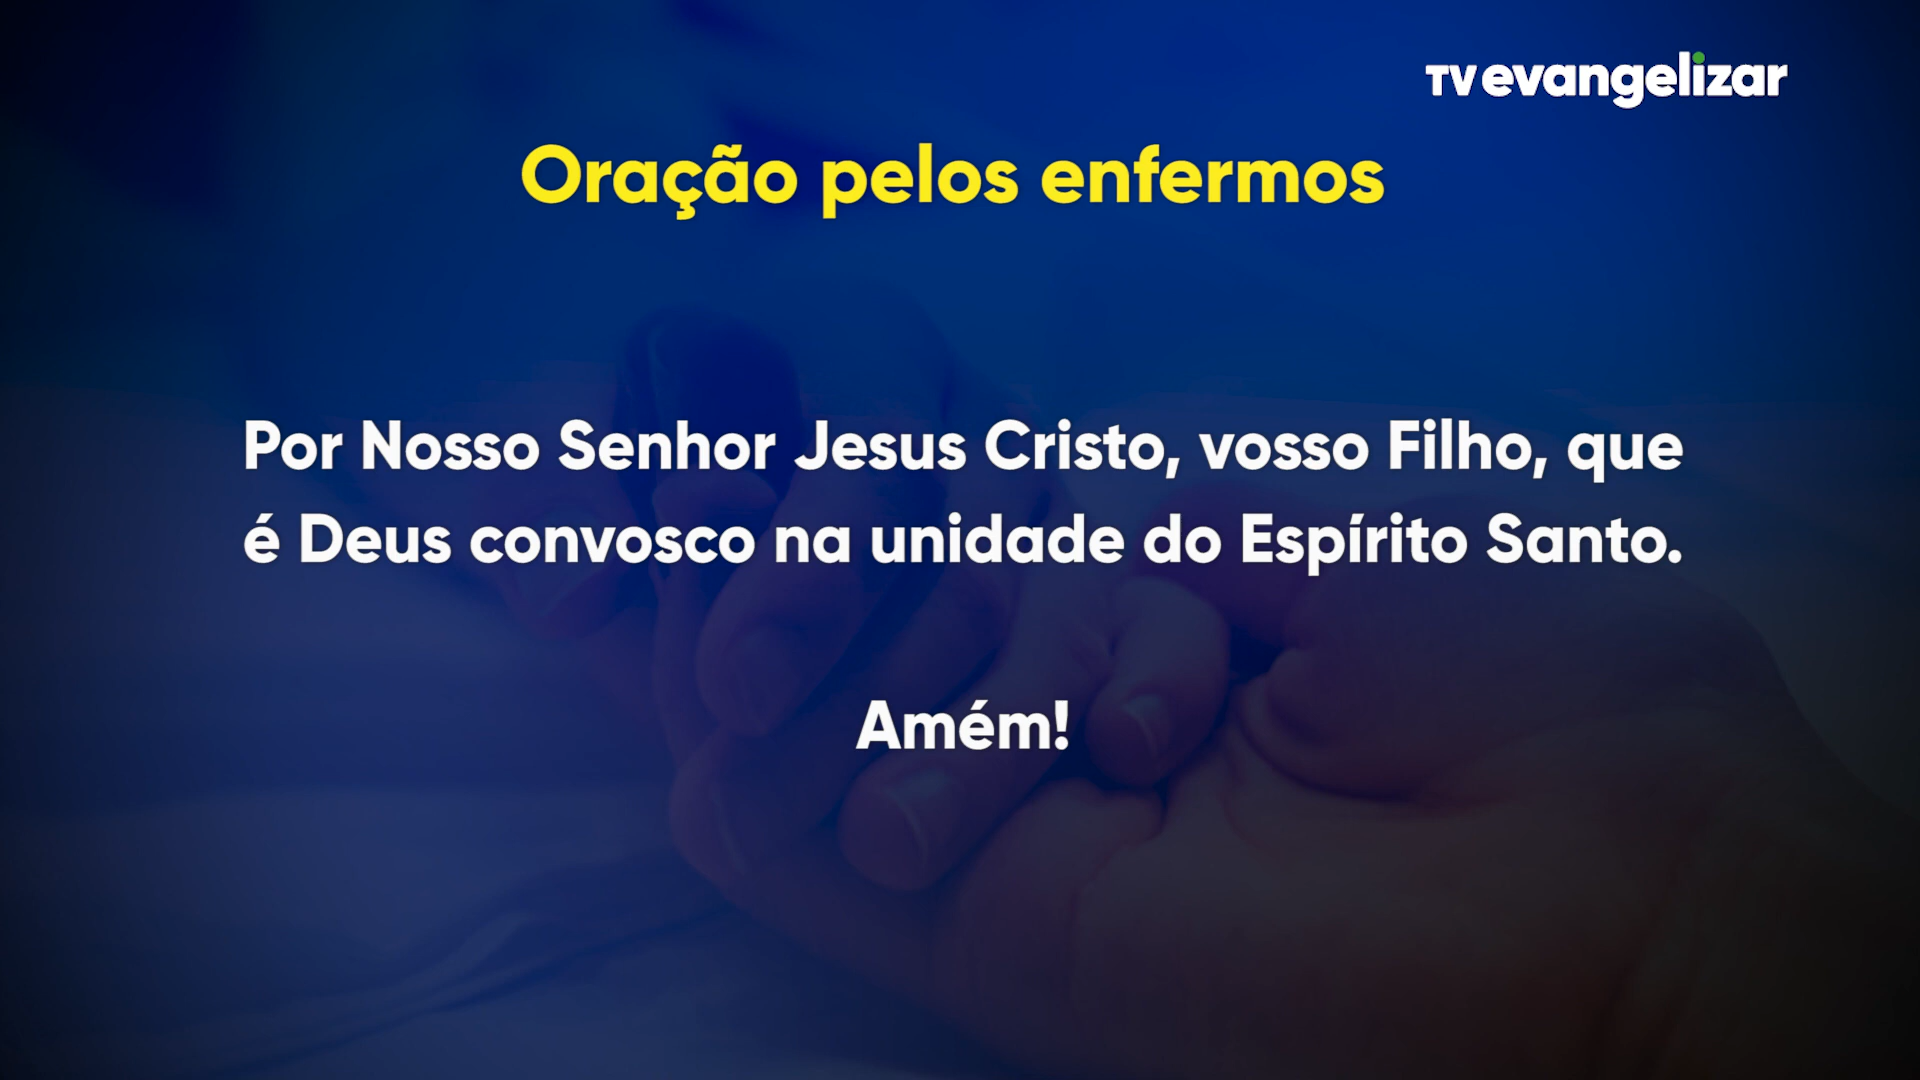 TV evangelizar
Oração pelos enfermos
Por Nosso Senhor Jesus Cristo, vosso Filho, que
é Deus convosco na unidade do Espírito Santo.
Amém!